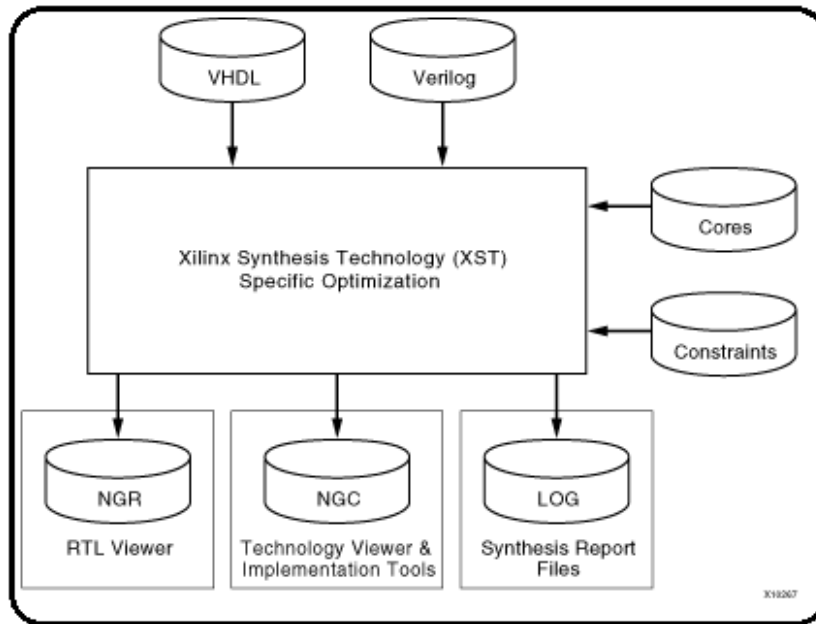 VHDL
Verilog
Xilinx Synthesis Technology (XST)
Specific Optimization
Cores
Constraints
NGR
RTL Viewer
NGC
Technology Viewer &
Implementation Tools
LOG
Synthesis Report
Files
X10267